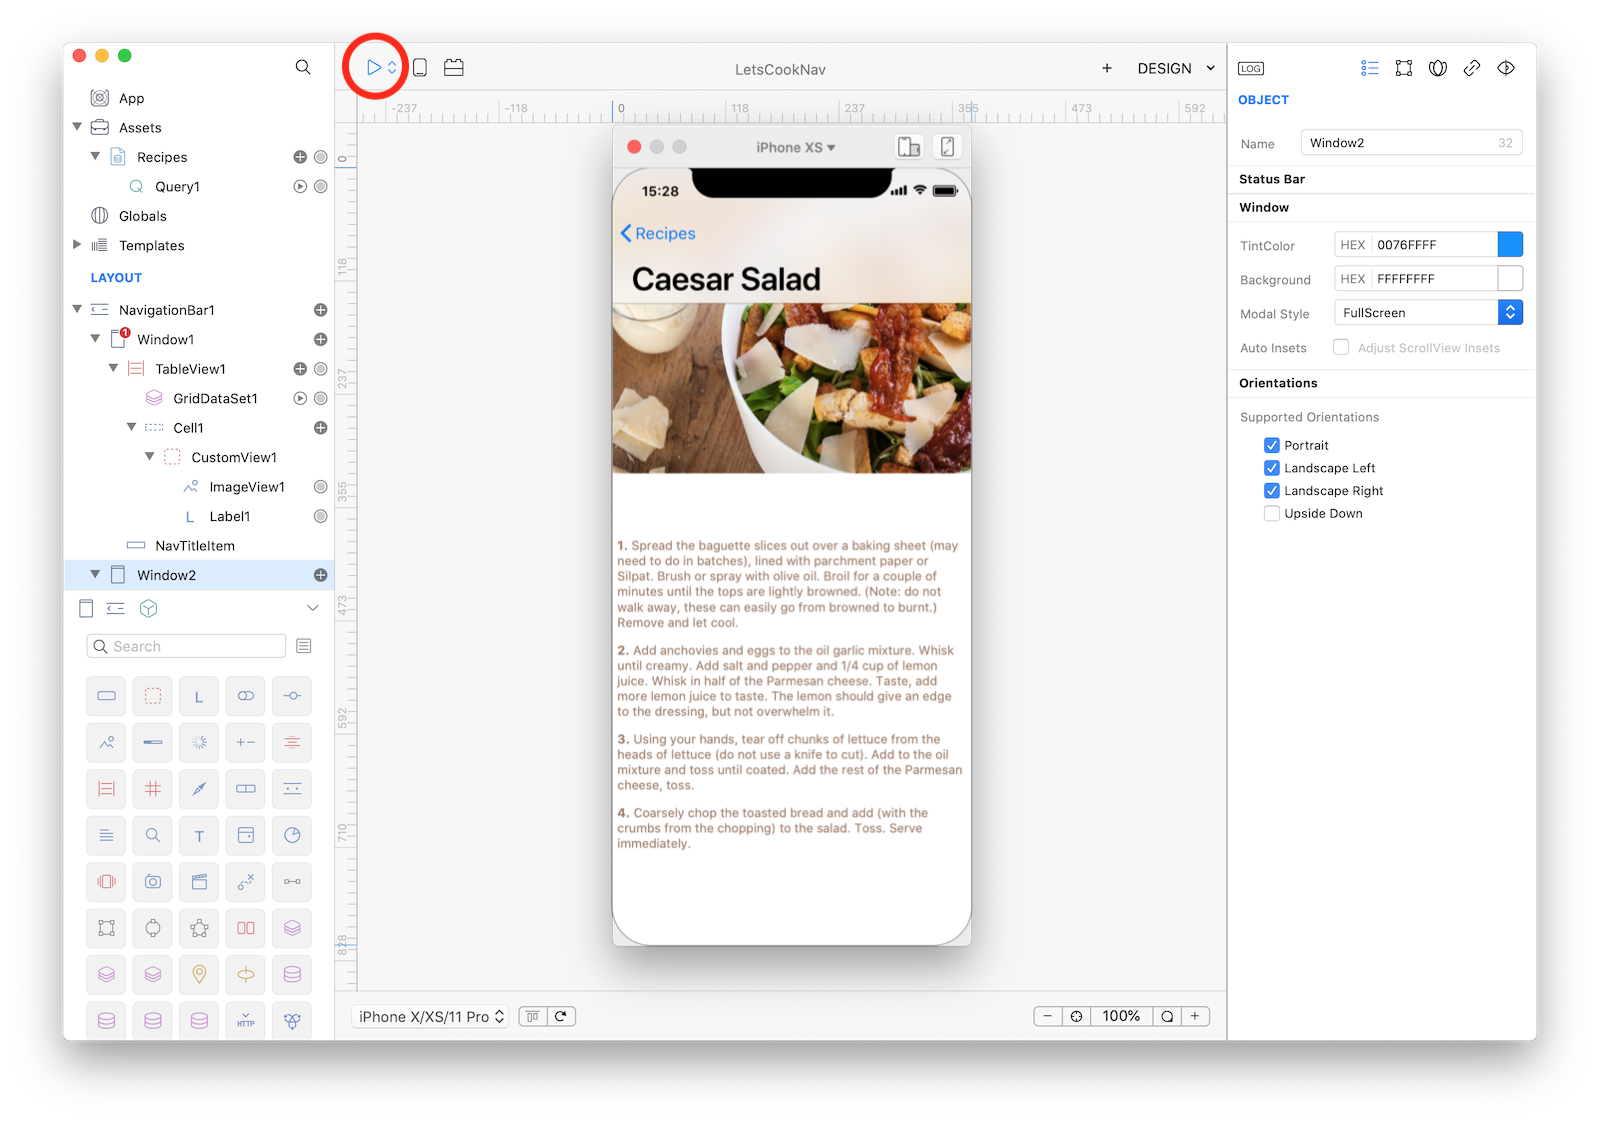 App
Assets
Recipes
Query1
Globals
Templates
LAYOUT
NavigationBar1
1
Window1
TableView1
GridDataSet1
Cell1
CustomView1
ImageView1
L
Label1
NavTitleItem
Window2
Search
L
T
HTTP
LetsCookNav
+
DESIGN
-237
-118
0
118
237
355
473
592
0
118
237
355
473
592
710
828
iPhone XS
15:28
Recipes
Caesar Salad
1. Spread the baguette slices out over a baking sheet (may
need to do in batches), lined with parchment paper or
Silpat. Brush or spray with olive oil. Broil for a couple of
minutes until the tops are lightly browned. (Note: do not
walk away, these can easily go from browned to burnt.)
Remove and let cool.
2. Add anchovies and eggs to the oil garlic mixture. Whisk
until creamy. Add salt and pepper and 1/4 cup of lemon
juice. Whisk in half of the Parmesan cheese. Taste, add
more lemon juice to taste. The lemon should give an edge
to the dressing, but not overwhelm it.
3. Using your hands, tear off chunks of lettuce from the
heads of lettuce (do not use a knife to cut). Add to the oil
mixture and toss until coated. Add the rest of the Parmesan
cheese, toss.
4. Coarsely chop the toasted bread and add (with the
crumbs from the chopping) to the salad. Toss. Serve
immediately.
iPhone X/XS/11 Pro
− 100% +
LOG
OBJECT
Name Window2 32
Status Bar
Window
TintColor HEX 0076FFFF
Background HEX FFFFFFFF
Modal Style FullScreen
Auto Insets Adjust ScrollView Insets
Orientations
Supported Orientations
Portrait
Landscape Left
Landscape Right
Upside Down